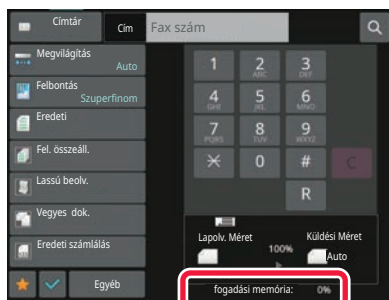 Címtár
Cím
Fax szám
Megvilágítás
Auto
Felbontás
Szuperfinom
Eredeti
Fel. összeáll.
Lassú beolv.
Vegyes dok.
Eredeti számlálás
Egyéb
1
2
ABC
3
DEF
4
GHI
5
JKL
6
MNO
7
PQRS
8
TUV
9
WXYZ
0
#
C
R
Lapolv. Méret
100%
Küldési Méret
Auto
fogadási memória: 0%